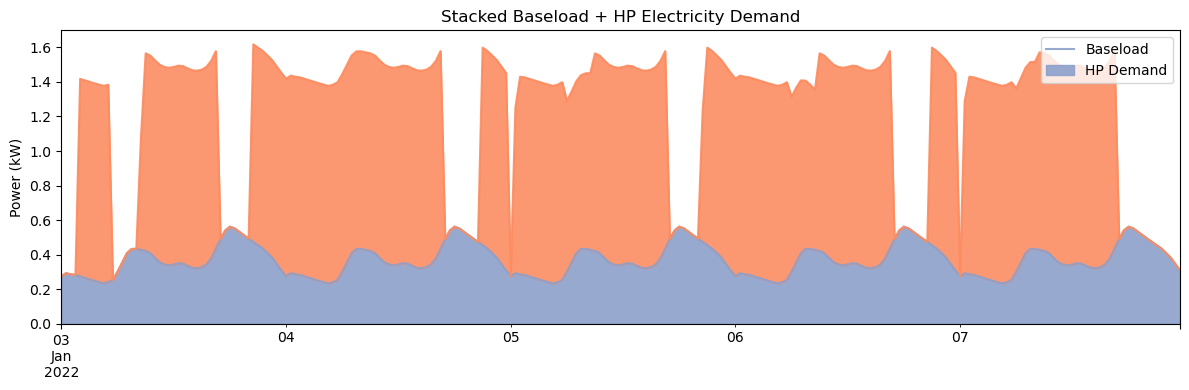 Stacked Baseload + HP Electricity Demand
Power (kW)
1.6
1.4
1.2
1.0
0.8
0.6
0.4
0.2
0.0
Baseload
HP Demand
03 04 05 06 07
Jan
2022